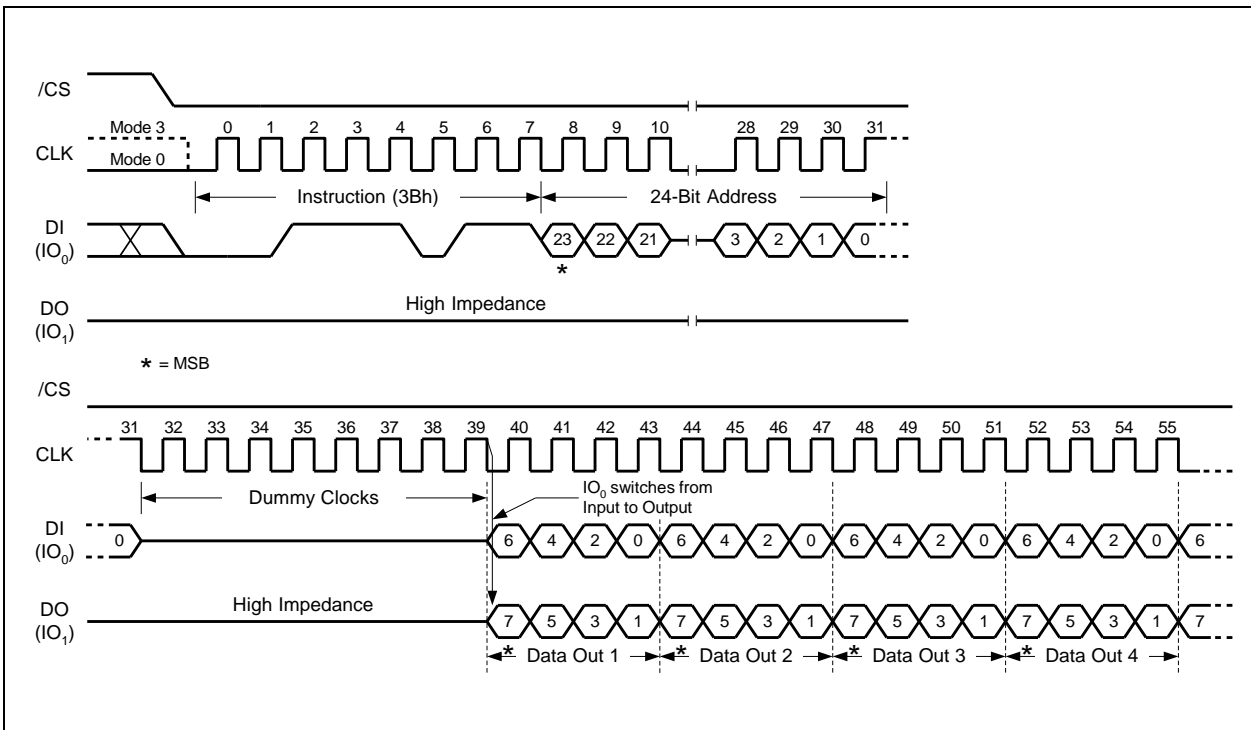 /CS
Mode 3 0 1 2 3 4 5 6 7 8 9 10 28 29 30 31
CLK
Mode 0
Instruction (3Bh) 24-Bit Address
DI
(IO0)
23 22 21 3 2 1 0
*
High Impedance
DO
(IO1)
* = MSB
/CS
31 32 33 34 35 36 37 38 39 40 41 42 43 44 45 46 47 48 49 50 51 52 53 54 55
CLK
Dummy Clocks
IO0 switches from
Input to Output
DI
(IO0)
0 6 4 2 0 6 4 2 0 6 4 2 0 6 4 2 0 6
High Impedance
DO
(IO1)
7 5 3 1 7 5 3 1 7 5 3 1 7 5 3 1 7
* Data Out 1 * Data Out 2 * Data Out 3 * Data Out 4